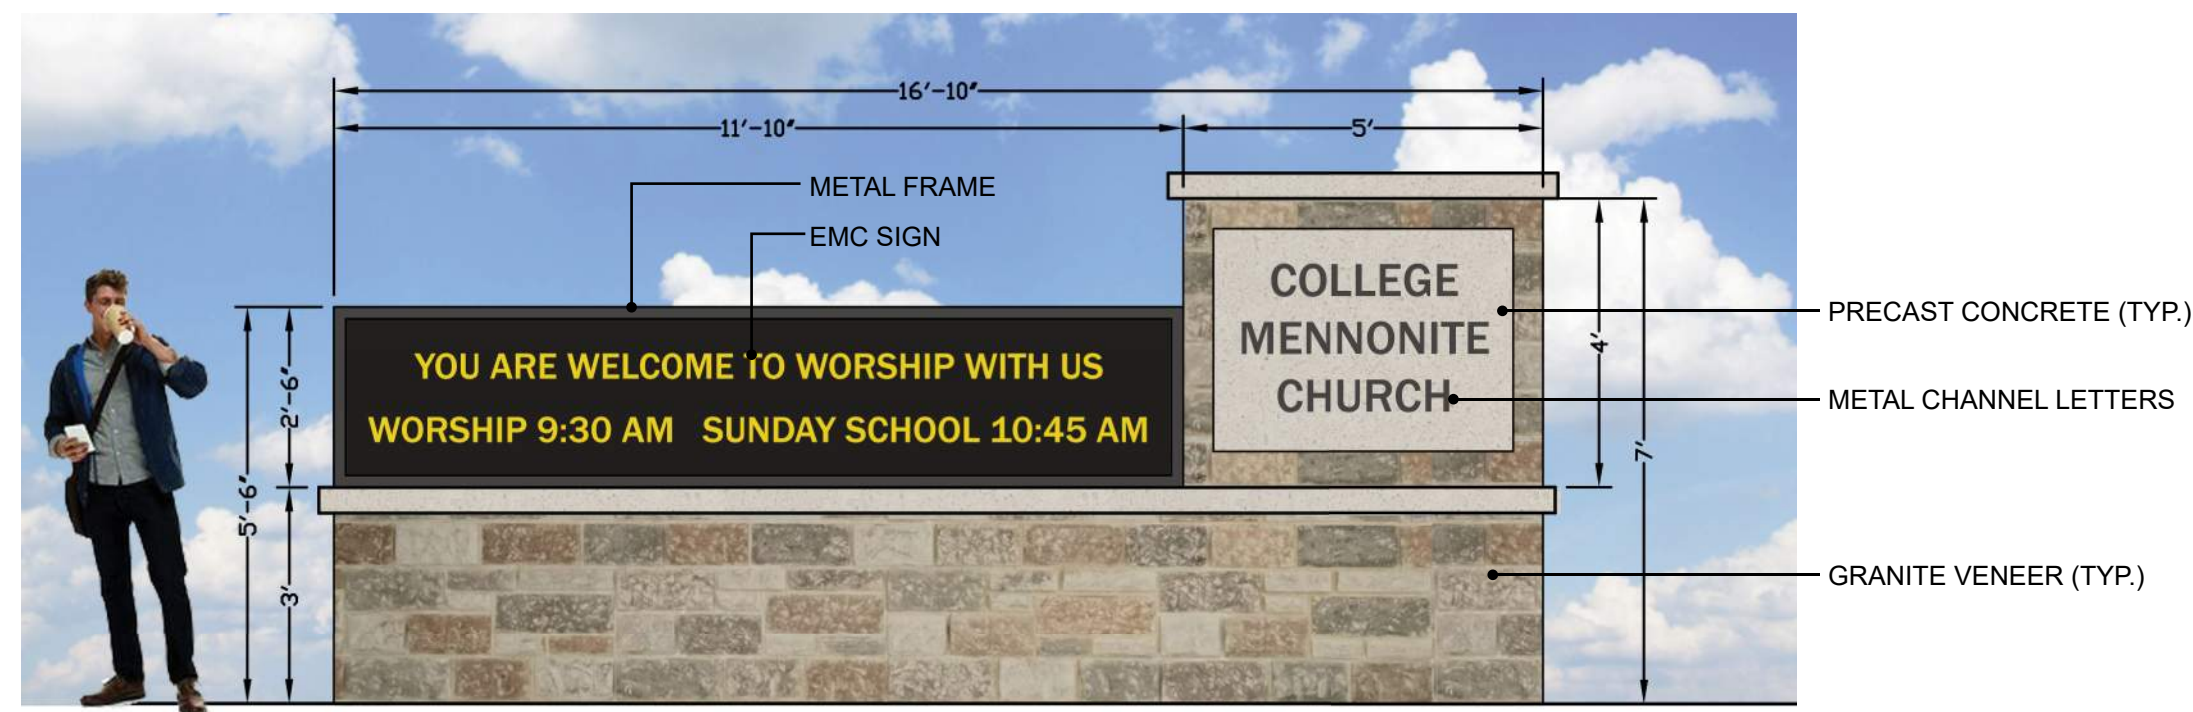 16'-10"
11'-10"
5'
METAL FRAME
EMC SIGN
COLLEGE
MENNONITE
CHURCH
YOU ARE WELCOME TO WORSHIP WITH US
WORSHIP 9:30 AM SUNDAY SCHOOL 10:45 AM
2'-6"
5'-6"
3'
4'
7'
PRECAST CONCRETE (TYP.)
METAL CHANNEL LETTERS
GRANITE VENEER (TYP.)